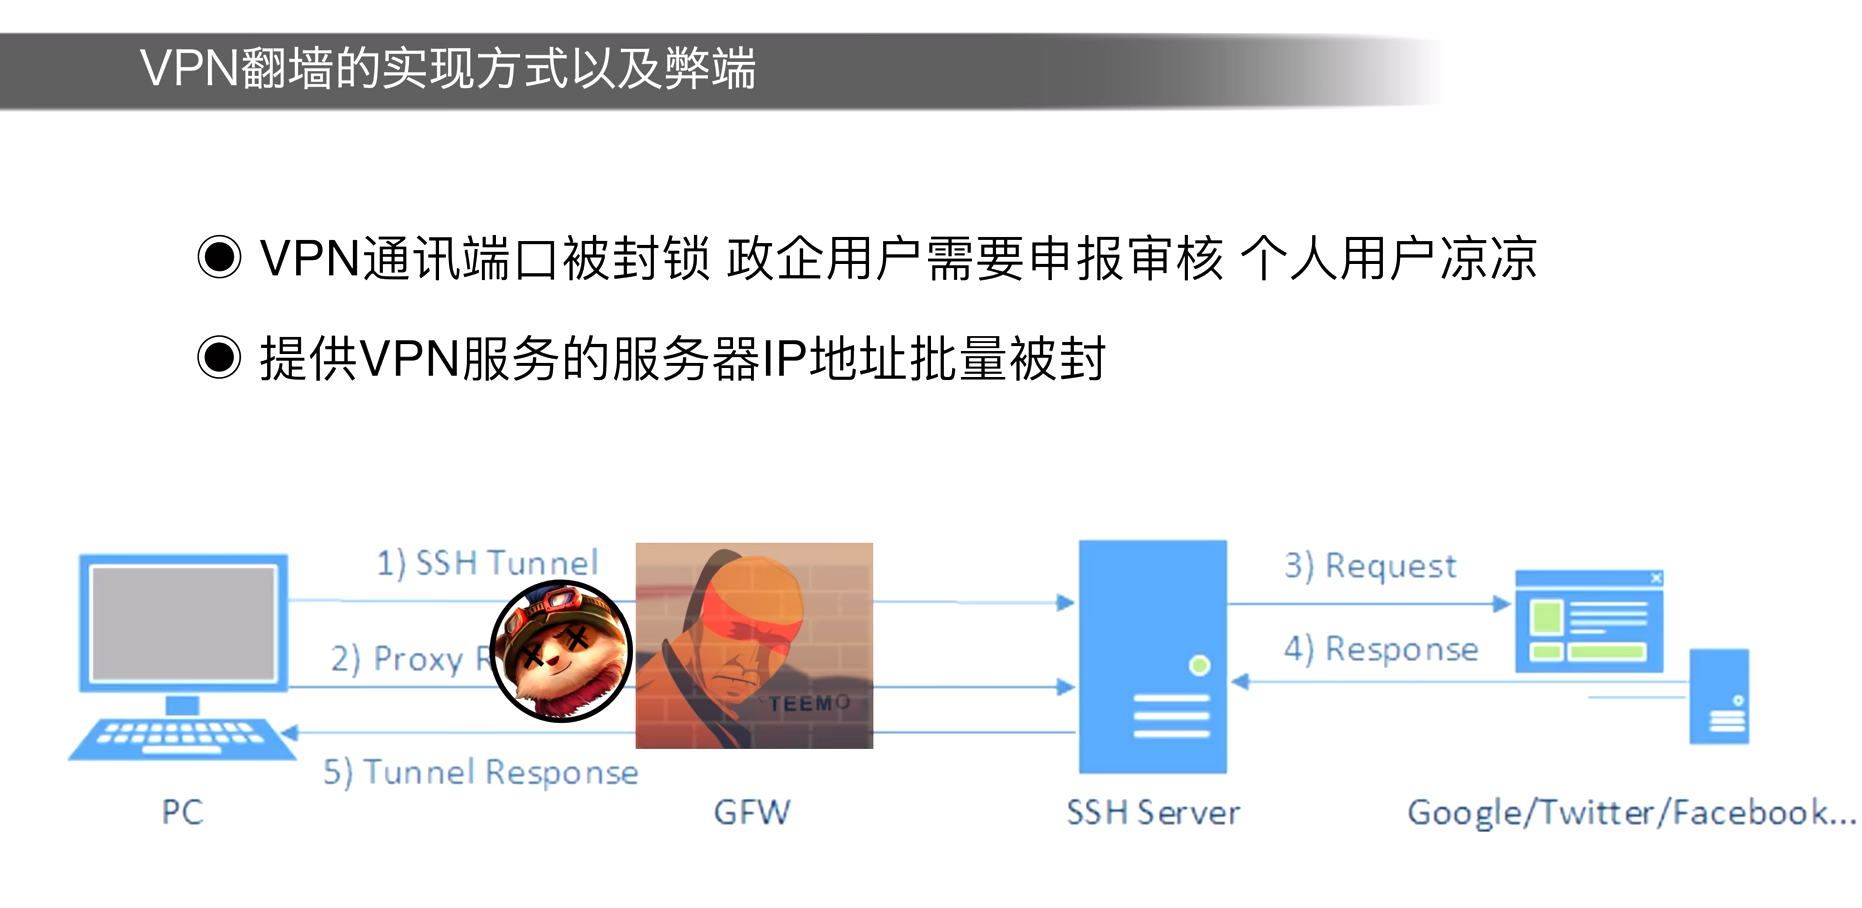 VPN翻墙的实现方式以及弊端
VPN通讯端口被封锁 政企用户需要申报审核 个人用户凉凉
提供VPN服务的服务器IP地址批量被封
1) SSH Tunnel
2) Proxy
5) Tunnel Response
TEEMO
3) Request
4) Response
PC
GFW
SSH Server
Google/Twitter/Facebook...